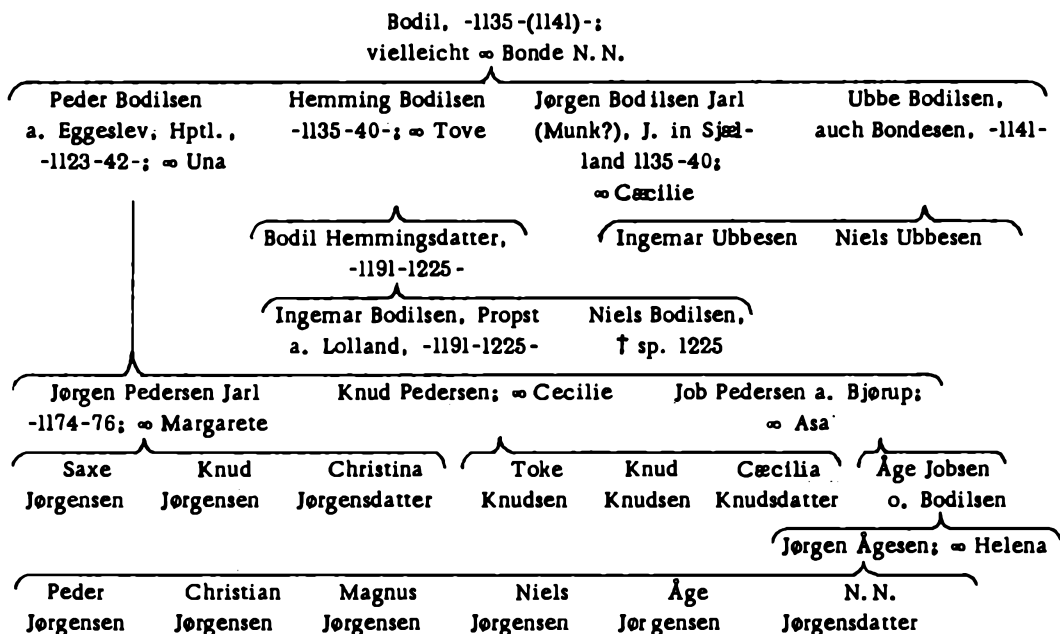 Bodil, -1135-(1141)-;
vielleicht ∞ Bonde N.N.
Peder Bodilsen Hemming Bodilsen Jørgen Bodilsen Jarl Ubbe Bodilsen,
a. Eggeslev, Hptl., -1135-40-; ∞ Tove (Munk?), J. in Sjæl- auch Bondesen, -1141-
-1123-42-; ∞ Una land 1135-40;
∞ Cæcilie
Bodil Hemmingsdatter, Ingemar Ubbesen Niels Ubbesen
-1191-1225-
Ingemar Bodilsen, Propst Niels Bodilsen,
a. Lolland, -1191-1225- † sp. 1225
Jørgen Pedersen Jarl Knud Pedersen; ∞ Cecilie Job Pedersen a. Bjørup;
-1174-76; ∞ Margarete ∞ Asa
Saxe Knud Christina Toke Knud Cæcilia Åge Jobsen
Jørgensen Jørgensen Jørgensdatter Knudsen Knudsen Knudsdatter o. Bodilsen
Jørgen Ågesen; ∞ Helena
Peder Christian Magnus Niels Åge N.N.
Jørgensen Jørgensen Jørgensen Jørgensen Jørgensen Jørgensdatter